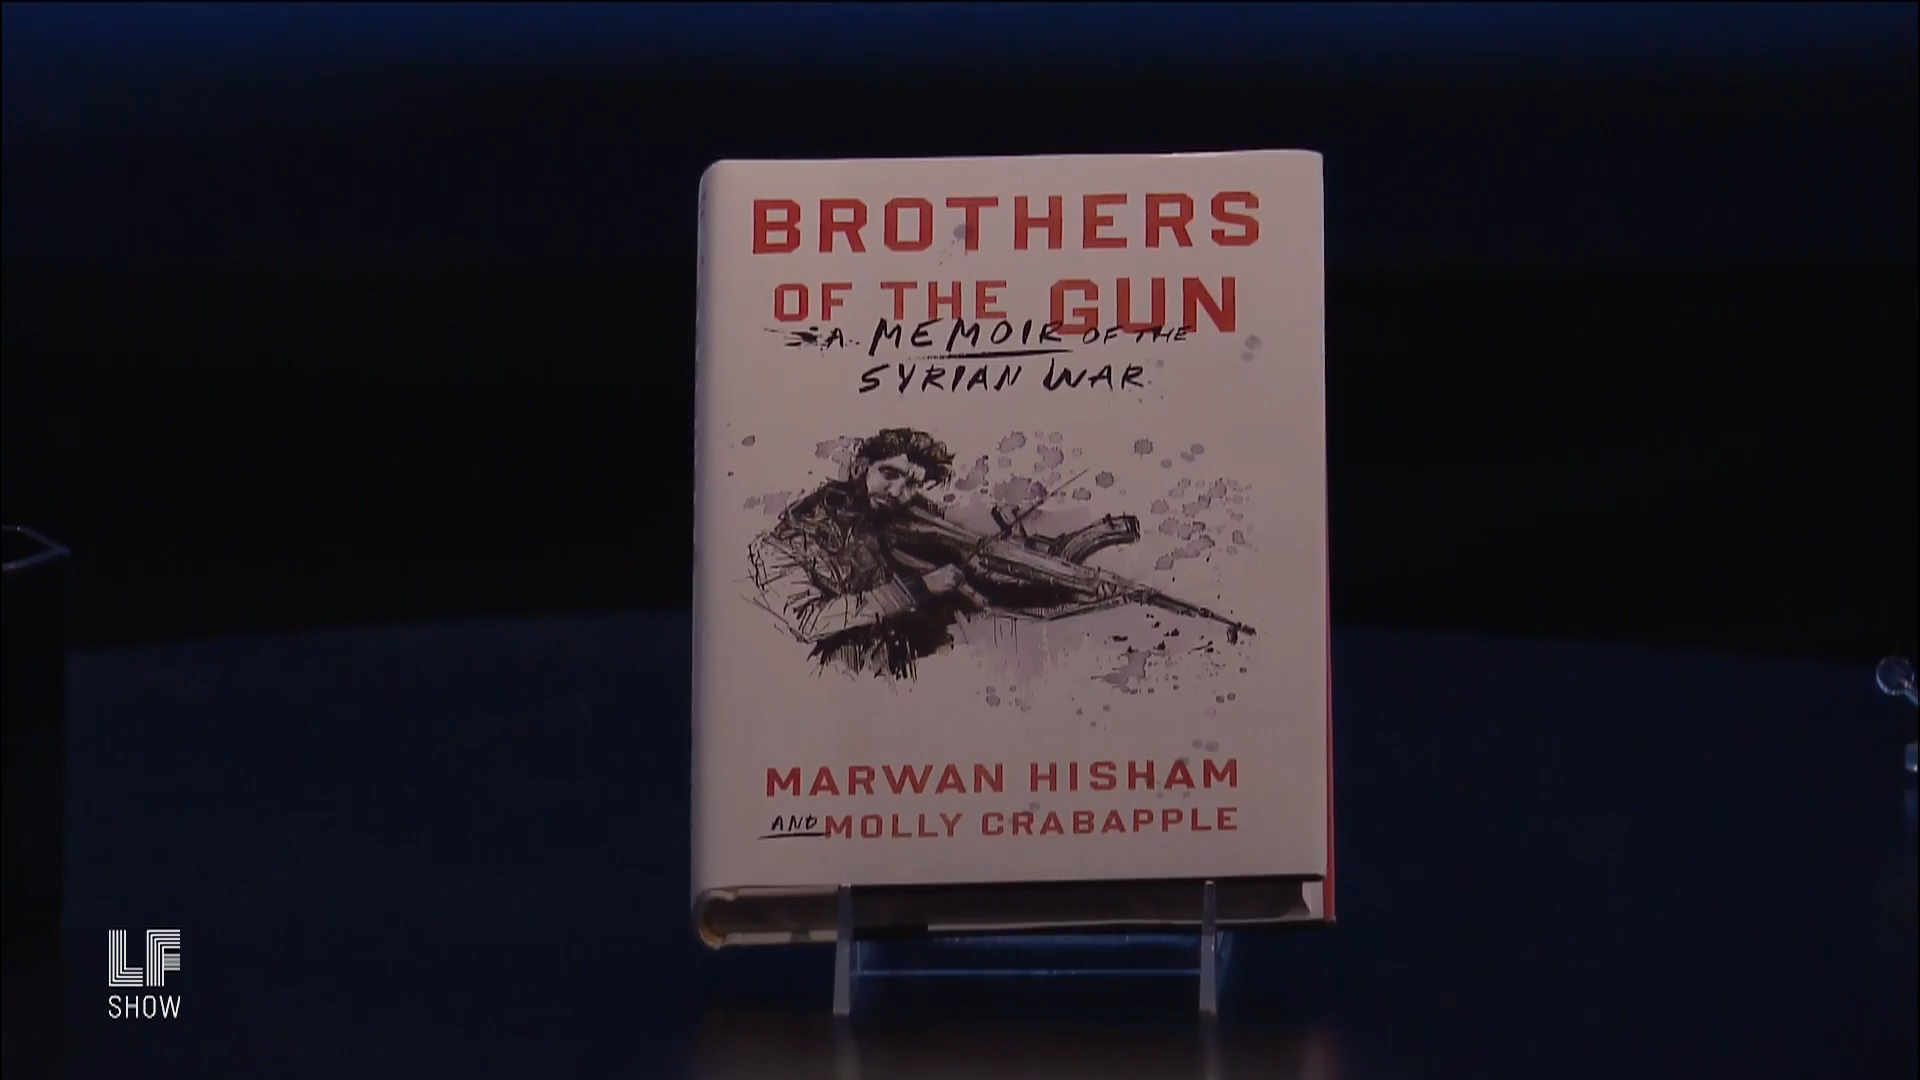 BROTHERS
OF THE GUN
A MEMOIR OF THE
SYRIAN WAR
MARWAN HISHAM
AND MOLLY CRABAPPLE
LF
SHOW